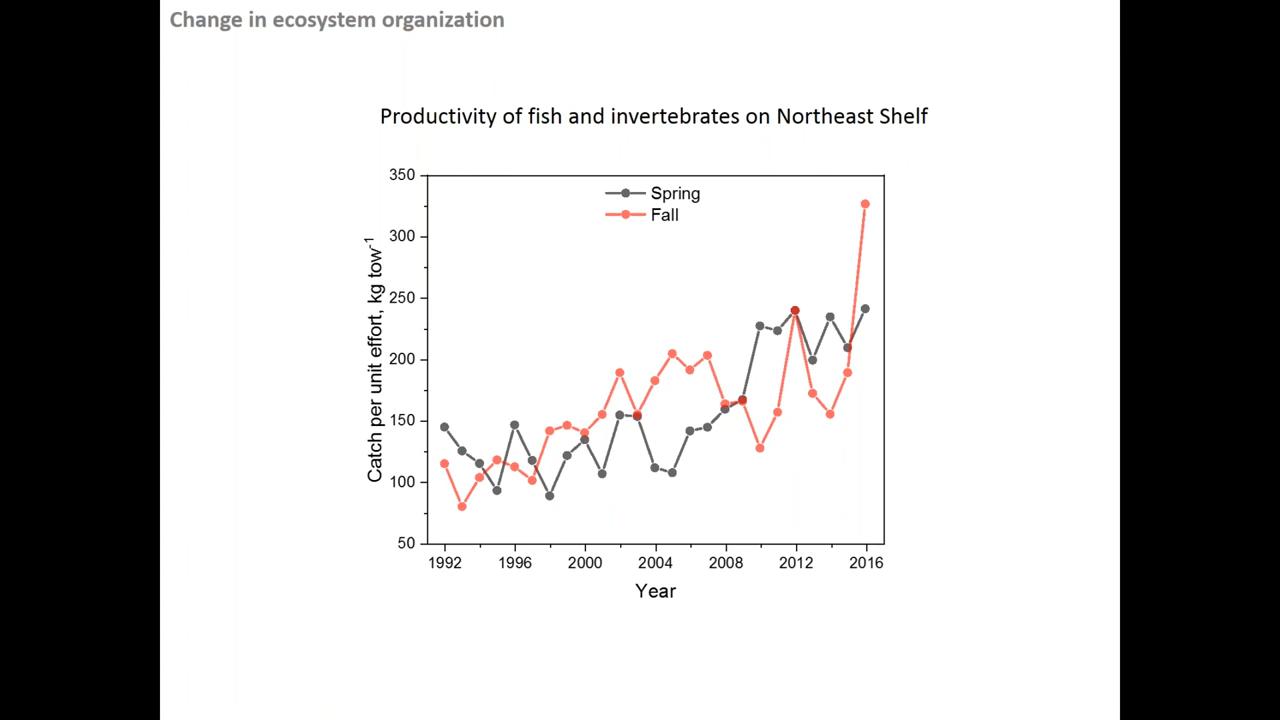 Change in ecosystem organization
Productivity of fish and invertebrates on Northeast Shelf
350
300
250
200
150
100
50
Catch per unit effort, kg tow-1
Spring
Fall
1992 1996 2000 2004 2008 2012 2016
Year